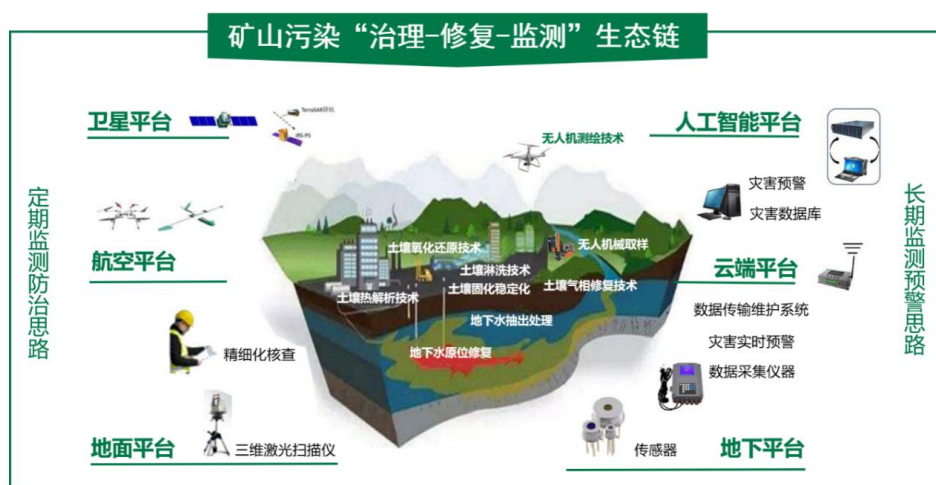 矿山污染“治理-修复-监测”生态链
卫星平台
TerraSAR
IRS-P5
无人机测绘技术
人工智能平台
定期监测防治思路
灾害预警
灾害数据库
长期监测预警思路
航空平台
土壤氧化还原技术
无人机械取样
土壤淋洗技术
土壤热解析技术
土壤固化稳定化
土壤气相修复技术
云端平台
数据传输维护系统
地下水抽出处理
灾害实时预警
精细化核查
地下水原位修复
数据采集仪器
地面平台
三维激光扫描仪
传感器
地下平台